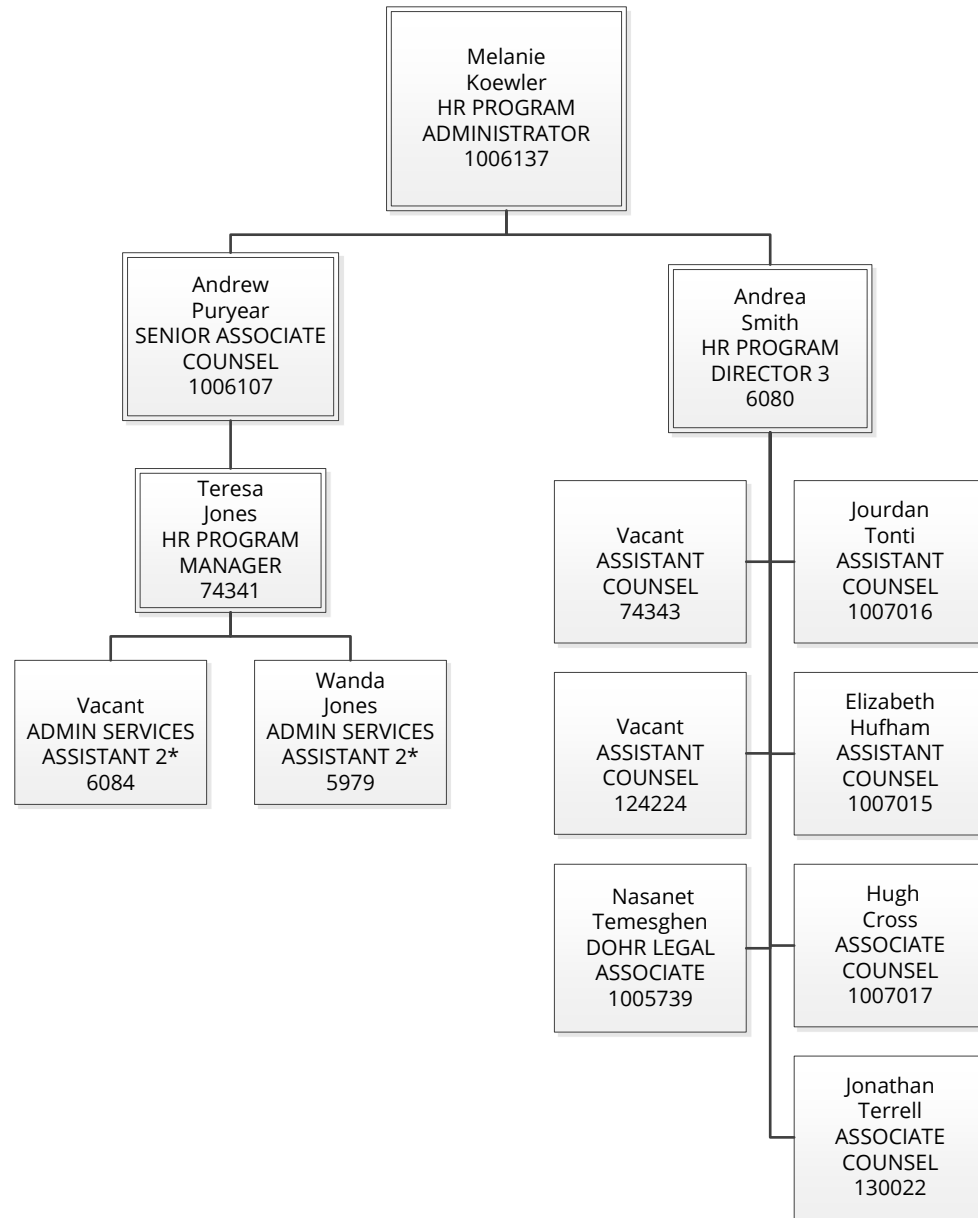 Melanie
Koewler
HR PROGRAM
ADMINISTRATOR
1006137
Andrew
Puryear
SENIOR ASSOCIATE
COUNSEL
1006107
Andrea
Smith
HR PROGRAM
DIRECTOR 3
6080
Teresa
Jones
HR PROGRAM
MANAGER
74341
Vacant
ADMIN SERVICES
ASSISTANT 2*
6084
Wanda
Jones
ADMIN SERVICES
ASSISTANT 2*
5979
Vacant
ASSISTANT
COUNSEL
74343
Jourdan
Tonti
ASSISTANT
COUNSEL
1007016
Vacant
ASSISTANT
COUNSEL
124224
Elizabeth
Hufham
ASSISTANT
COUNSEL
1007015
Nasanet
Temesghen
DOHR LEGAL
ASSOCIATE
1005739
Hugh
Cross
ASSOCIATE
COUNSEL
1007017
Jonathan
Terrell
ASSOCIATE
COUNSEL
130022